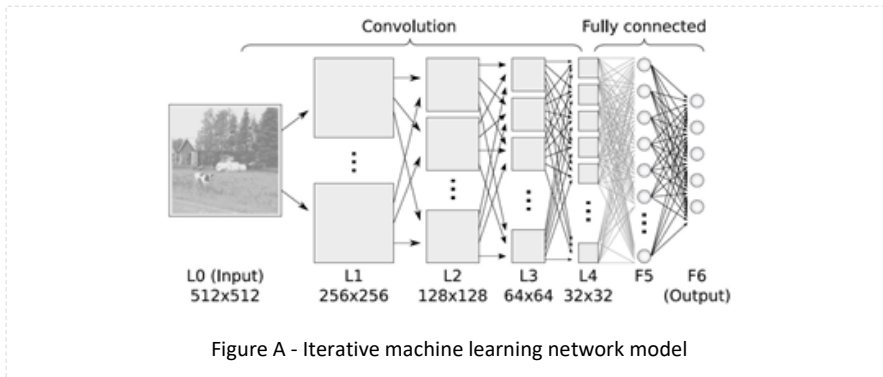 Convolution Fully connected
L0 (Input) L1 L2 L3 L4 F5 F6
512x512 256x256 128x128 64x64 32x32 (Output)
Figure A - Iterative machine learning network model